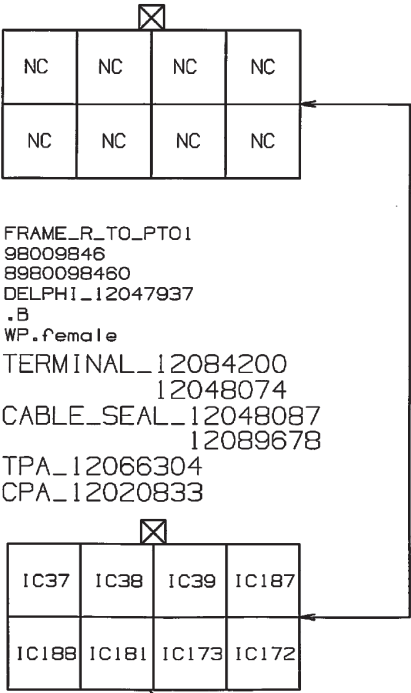 NC NC NC NC
NC NC NC NC
FRAME_R_TO_PTO1
98009846
8980098460
DELPHI_12047937
.B
WP.female
TERMINAL_12084200
12048074
CABLE_SEAL_12048087
12089678
TPA_12066304
CPA_12020833
IC37 IC38 IC39 IC187
IC188 IC181 IC173 IC172